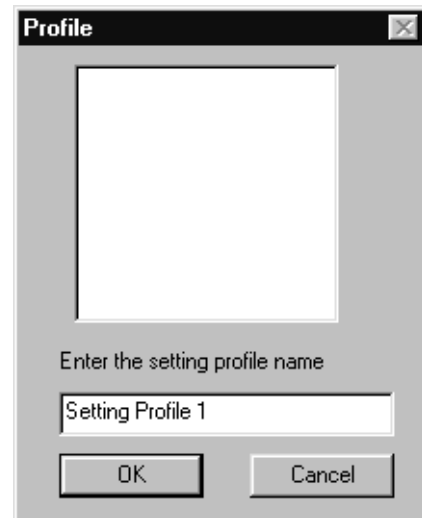 Profile
Enter the setting profile name
Setting Profile 1
OK
Cancel